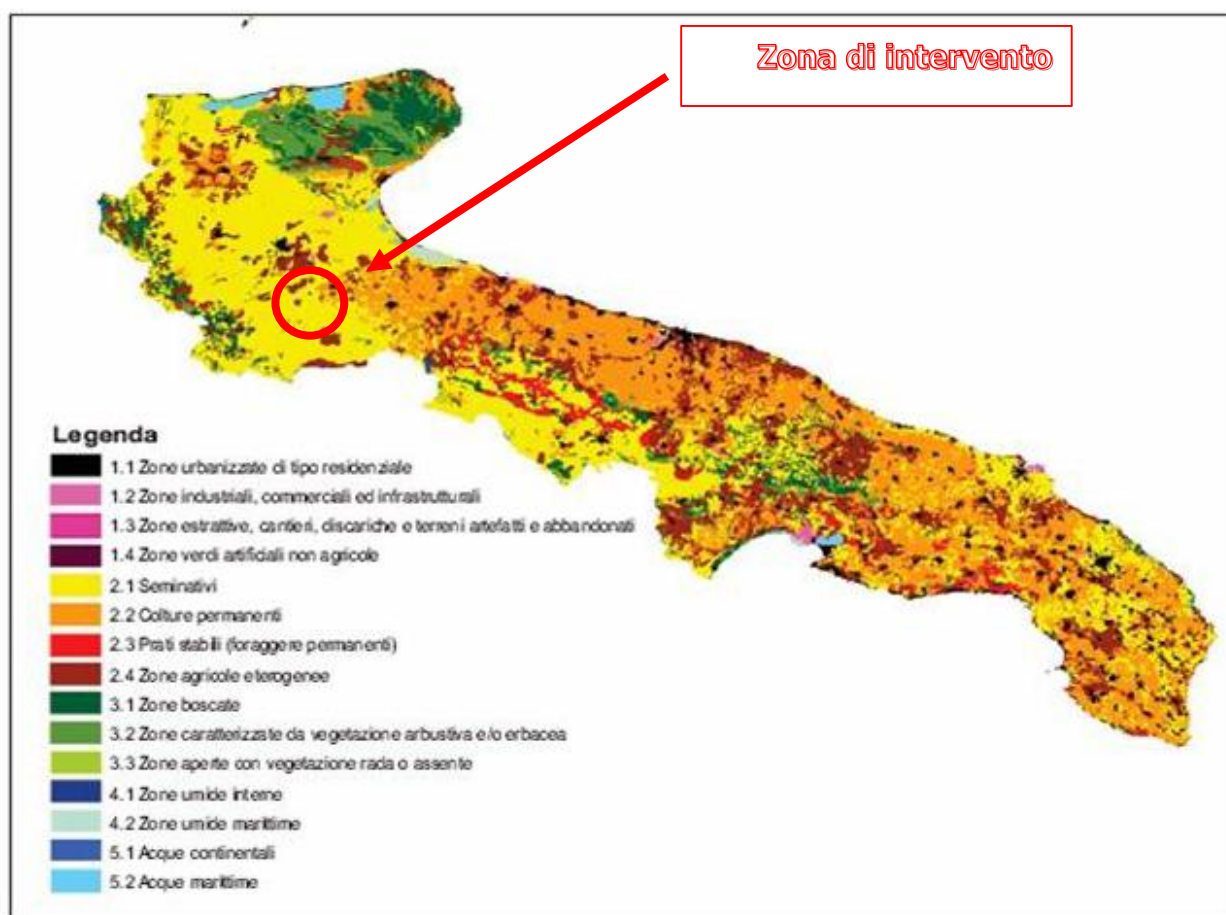 Zona di intervento
Legenda
1.1 Zone urbanizzate di tipo residenziale
1.2 Zone industriali, commerciali ed infrastrutturali
1.3 Zone estrattive, cantieri, discariche e terreni artefatti e abbandonati
1.4 Zone verdi artificiali non agricole
2.1 Seminativi
2.2 Colture permanenti
2.3 Prati stabili (foraggere permanenti)
2.4 Zone agricole eterogenee
3.1 Zone boscate
3.2 Zone caratterizzate da vegetazione arbustiva e/o erbacea
3.3 Zone aperte con vegetazione rada o assente
4.1 Zone umide interne
4.2 Zone umide marittime
5.1 Acque continentali
5.2 Acque marittime